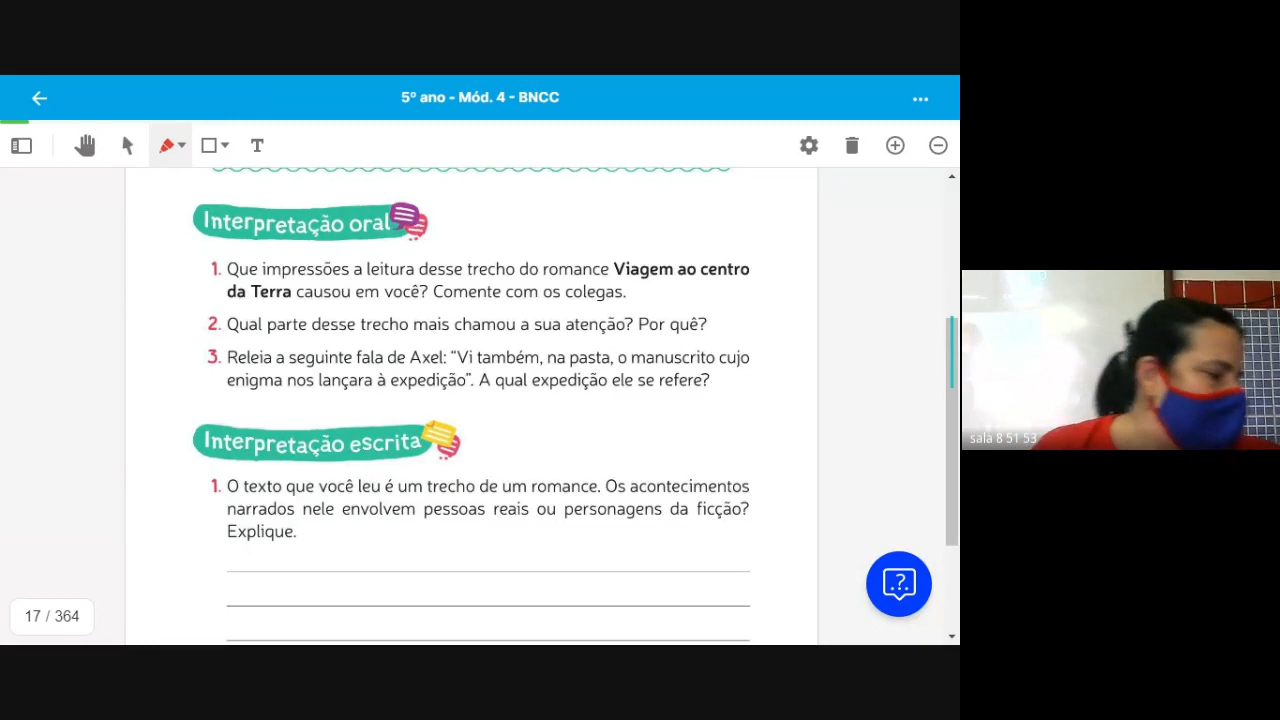 5º ano - Mód. 4 - BNCC
T
Interpretação oral
1. Que impressões a leitura desse trecho do romance Viagem ao centro
da Terra causou em você? Comente com os colegas.
2. Qual parte desse trecho mais chamou a sua atenção? Por quê?
3. Releia a seguinte fala de Axel: “Vi também, na pasta, o manuscrito cujo
enigma nos lançara à expedição”. A qual expedição ele se refere?
Interpretação escrita
1. O texto que você leu é um trecho de um romance. Os acontecimentos
narrados nele envolvem pessoas reais ou personagens da ficção?
Explique.
17 / 364
sala 8 51 53